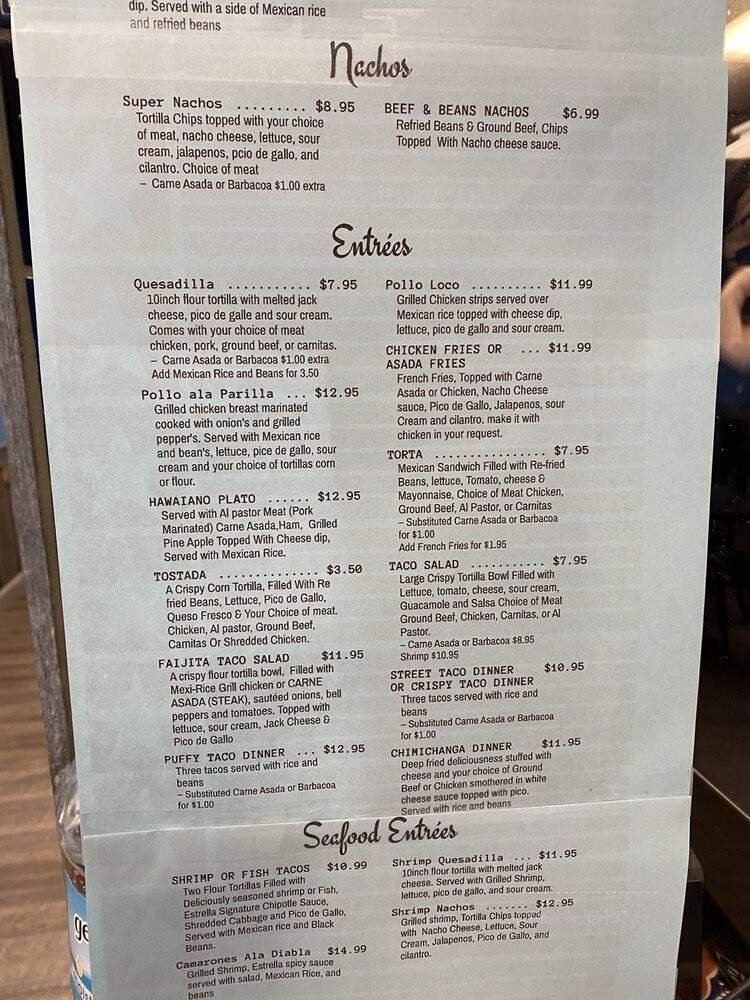 dip. Served with a side of Mexican rice
and refried beans
Nachos
Super Nachos ......... $8.95
Tortilla Chips topped with your choice
of meat, nacho cheese, lettuce, sour
cream, jalapenos, pcio de gallo, and
cilantro. Choice of meat
– Carne Asada or Barbacoa $1.00 extra
BEEF & BEANS NACHOS $6.99
Refried Beans & Ground Beef, Chips
Topped With Nacho cheese sauce.
Entrées
Quesadilla ........... $7.95
10inch flour tortilla with melted jack
cheese, pico de galle and sour cream.
Comes with your choice of meat
chicken, pork, ground beef, or carnitas.
– Carne Asada or Barbacoa $1.00 extra
Add Mexican Rice and Beans for 3.50
Pollo ala Parilla ... $12.95
Grilled chicken breast marinated
cooked with onion's and grilled
pepper's. Served with Mexican rice
and bean's, lettuce, pice de gallo, sour
cream and your choice of tortillas corn
or flour.
HAWAIANO PLATO ...... $12.95
Served with Al pastor Meat (Pork
Marinated) Carne Asada,Ham, Grilled
Pine Apple Topped With Cheese dip,
Served with Mexican Rice.
TOSTADA .............. $3.50
A Crispy Corn Tortilla, Filled With Re
fried Beans, Lettuce, Pico de Gallo,
Queso Fresco & Your Choice of meat.
Chicken, Al pastor, Ground Beef,
Carnitas Or Shredded Chicken.
FAIJITA TACO SALAD $11.95
A crispy flour tortilla bowl, Filled with
Mexi-Rice Grill chicken or CARNE
ASADA (STEAK), sautéed onions, bell
peppers and tomatoes. Topped with
lettuce, sour cream, Jack Cheese &
Pico de Gallo
PUFFY TACO DINNER ... $12.95
Three tacos served with rice and
beans
– Substituted Carne Asada or Barbacoa
for $1.00
Pollo Loco .......... $11.99
Grilled Chicken strips served over
Mexican rice topped with cheese dip,
lettuce, pico de gallo and sour cream.
CHICKEN FRIES OR ... $11.99
ASADA FRIES
French Fries, Topped with Carne
Asada or Chicken, Nacho Cheese
sauce, Pico de Gallo, Jalapenos, sour
Cream and cilantro. make it with
chicken in your request.
TORTA ................ $7.95
Mexican Sandwich Filled with Re-fried
Beans, lettuce, Tomato, cheese &
Mayonnaise, Choice of Meat Chicken,
Ground Beef, Al Pastor, or Carnitas
– Substituted Carne Asada or Barbacoa
for $1.00
Add French Fries for $1.95
TACO SALAD ........... $7.95
Large Crispy Tortilla Bowl Filled with
Lettuce, tomato, cheese, sour cream,
Guacamole and Salsa Choice of Meat
Ground Beef, Chicken, Carnitas, or Al
Pastor.
– Carne Asada or Barbacoa $8.95
Shrimp $10.95
STREET TACO DINNER $10.95
OR CRISPY TACO DINNER
Three tacos served with rice and
beans
– Substituted Carne Asada or Barbacoa
for $1.00
CHIMICHANGA DINNER $11.95
Deep fried deliciousness stuffed with
cheese and your choice of Ground
Beef or Chicken smothered in white
cheese sauce topped with pico.
Served with rice and beans
Seafood Entrées
SHRIMP OR FISH TACOS $10.99
Two Flour Tortillas Filled with
Deliciously seasoned shrimp or Fish,
Estrella Signature Chipotle Sauce,
Shredded Cabbage and Pico de Gallo,
Served with Mexican rice and Black
Beans.
Camarones Ala Diabla $14.99
Grilled Shrimp, Estrella spicy sauce
served with salad, Mexican Rice, and
beans
Shrimp Quesadilla ... $11.95
10inch flour tortilla with melted jack
cheese. Served with Grilled Shrimp,
lettuce, pico de gallo, and sour cream.
Shrimp Nachos ....... $12.95
Grilled shrimp, Tortilla Chips topped
with Nacho Cheese, Lettuce, Sour
Cream, Jalapenos, Pico de Gallo, and
cilantro.